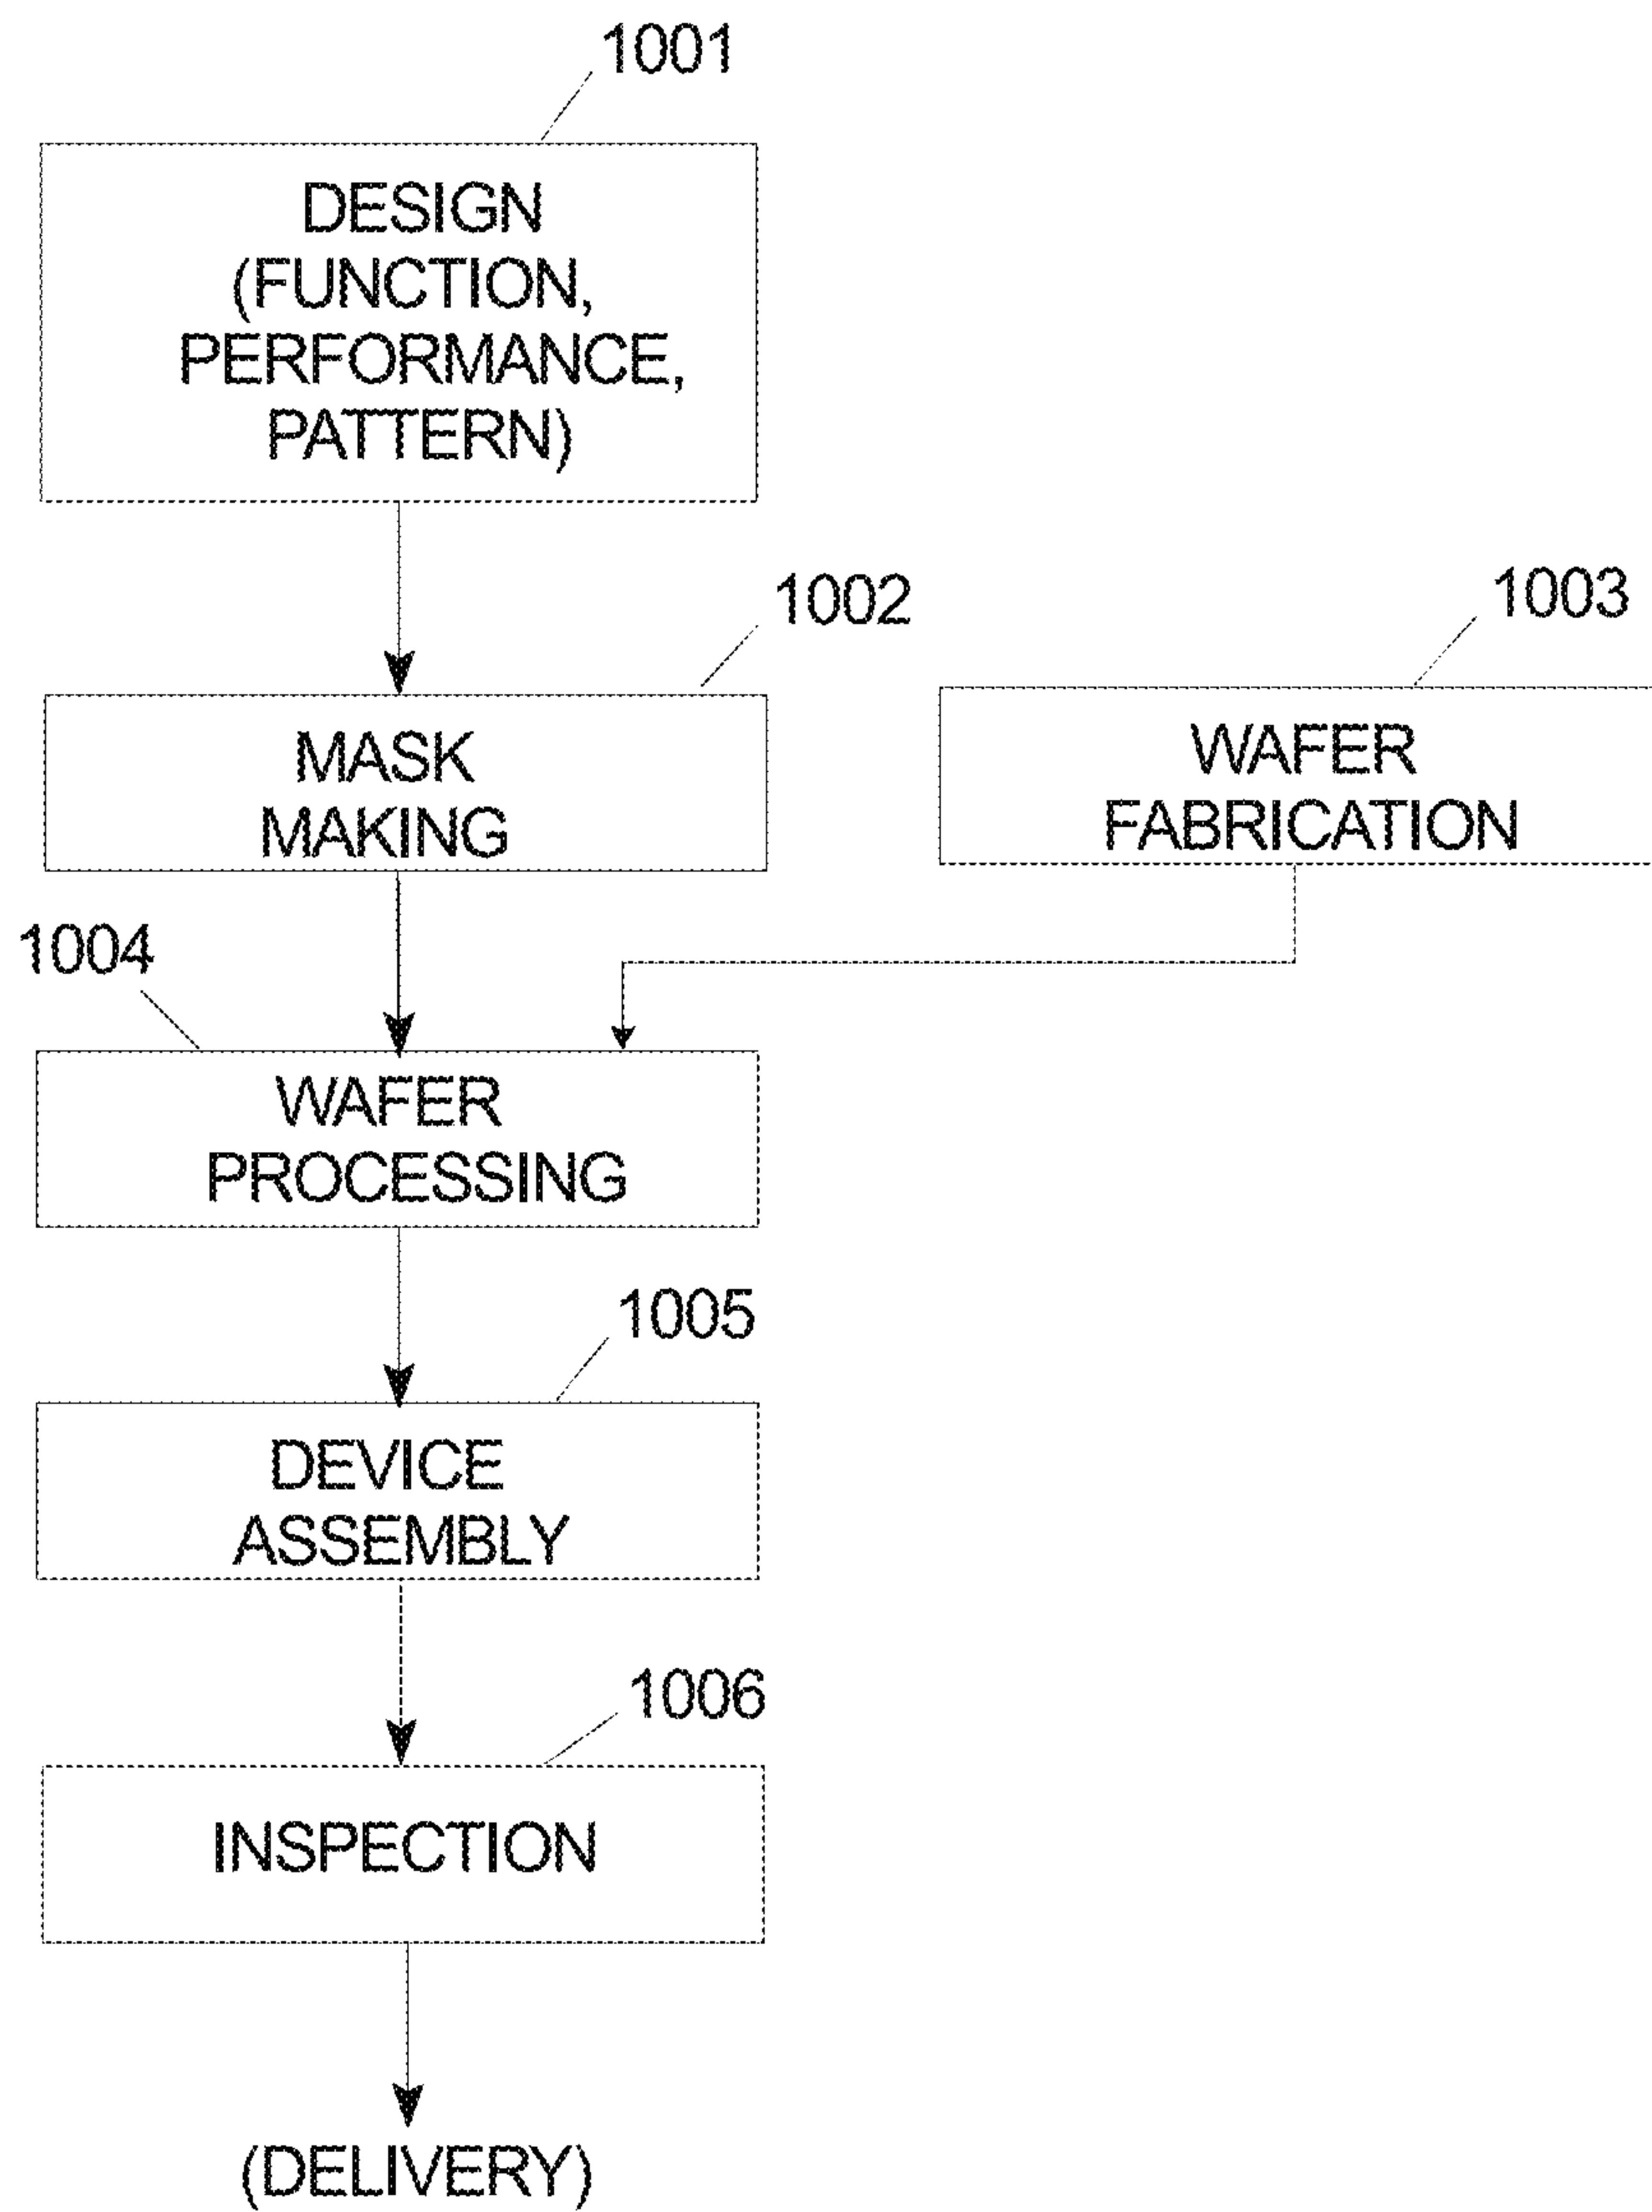 1001
DESIGN
(FUNCTION,
PERFORMANCE,
PATTERN)
1002
MASK
MAKING
1003
WAFER
FABRICATION
1004
WAFER
PROCESSING
1005
DEVICE
ASSEMBLY
1006
INSPECTION
(DELIVERY)